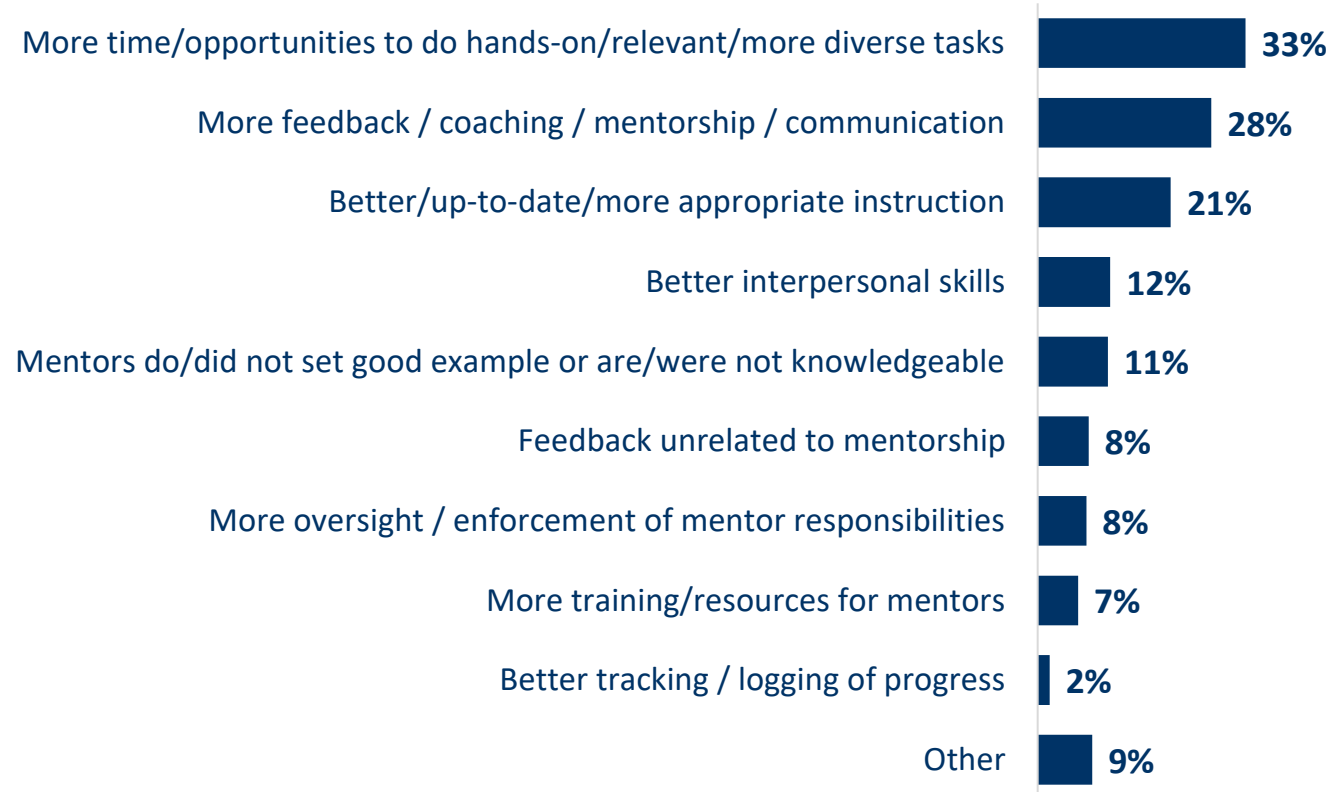 More time/opportunities to do hands-on/relevant/more diverse tasks 33%
More feedback / coaching / mentorship / communication 28%
Better/up-to-date/more appropriate instruction 21%
Better interpersonal skills 12%
Mentors do/did not set good example or are/were not knowledgeable 11%
Feedback unrelated to mentorship 8%
More oversight / enforcement of mentor responsibilities 8%
More training/resources for mentors 7%
Better tracking / logging of progress 2%
Other 9%